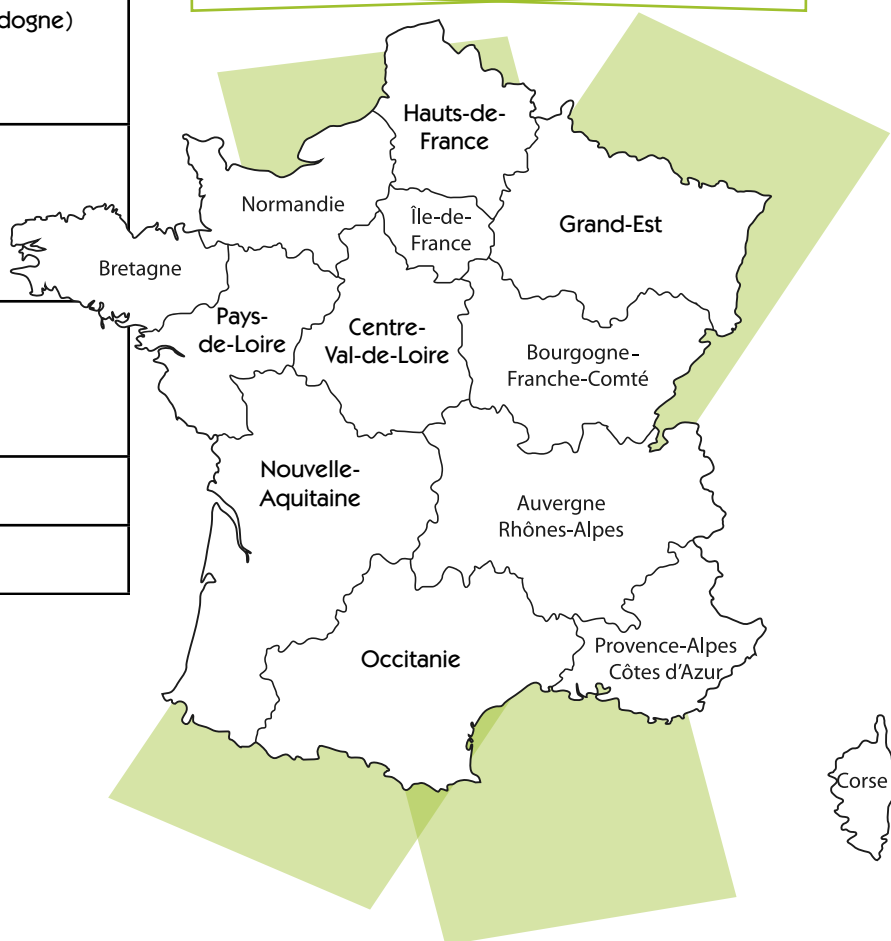 dogne)
Hauts-de-
France
Normandie
Île-de-
France
Grand-Est
Bretagne
Pays-
de-Loire
Centre-
Val-de-Loire
Bourgogne-
Franche-Comté
Nouvelle-
Aquitaine
Auvergne
Rhônes-Alpes
Occitanie
Provence-Alpes
Côtes d'Azur
Corse